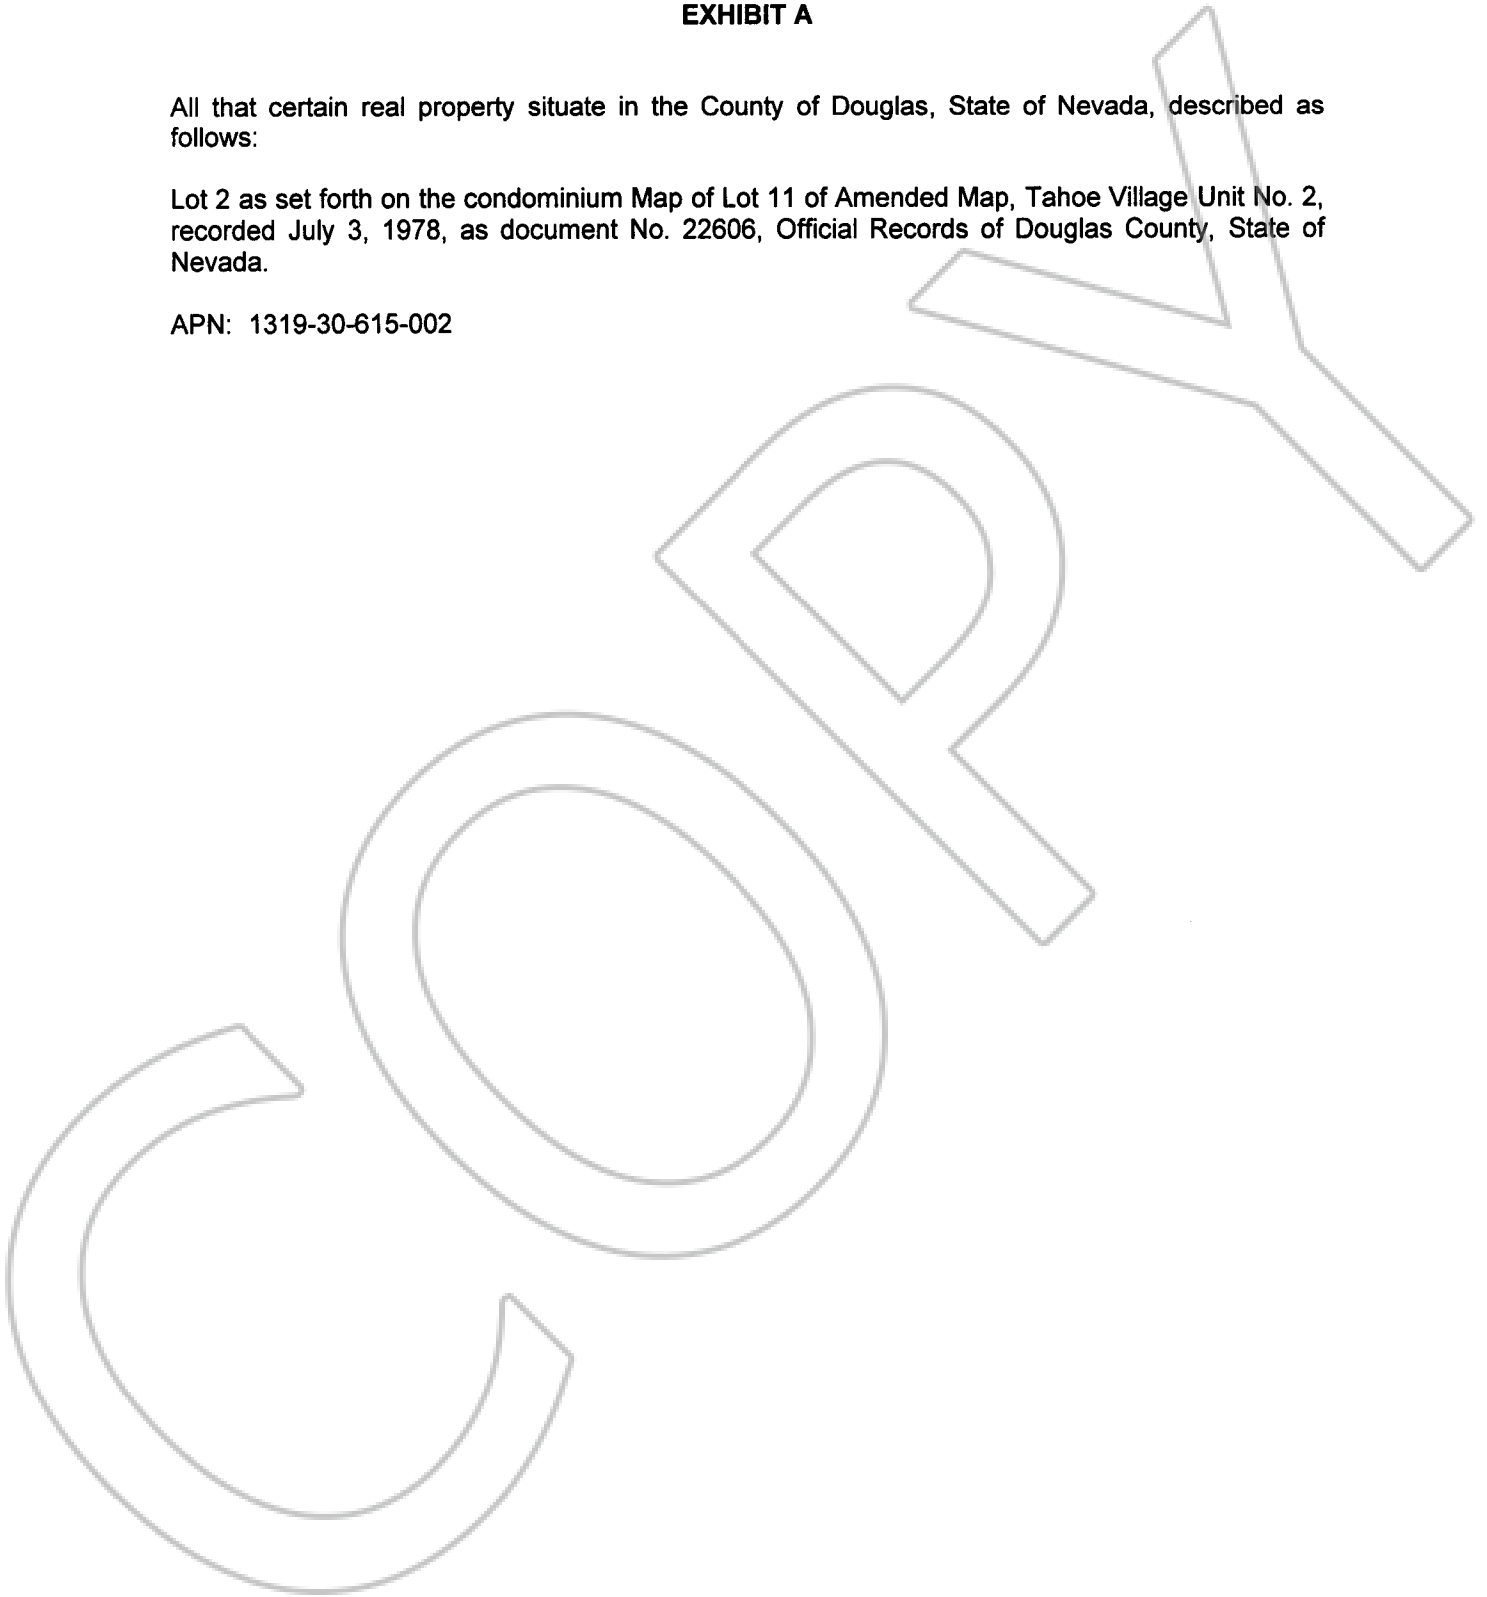 EXHIBIT A
All that certain real property situate in the County of Douglas, State of Nevada, described as
follows:
Lot 2 as set forth on the condominium Map of Lot 11 of Amended Map, Tahoe Village Unit No. 2,
recorded July 3, 1978, as document No. 22606, Official Records of Douglas County, State of
Nevada.
APN: 1319-30-615-002
COPY